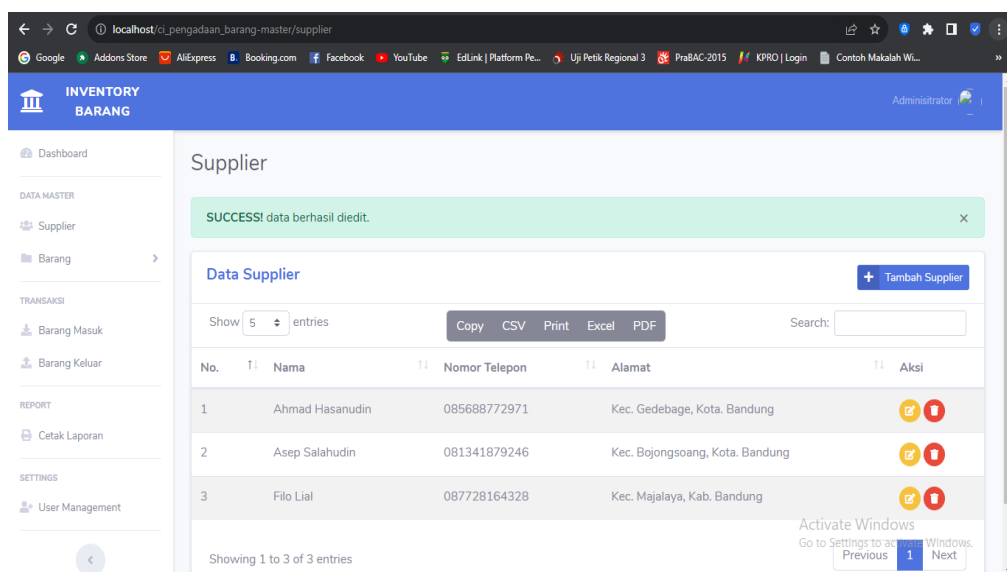 localhost/ci_pengadaan_barang-master/supplier
Google Addons Store AliExpress B. Booking.com Facebook YouTube EdLink | Platform Pe... Uji Petik Regional 3 PraBAC-2015 KPRO | Login Contoh Makalah Wi... »
INVENTORY
BARANG
Adminisitrator
Dashboard
DATA MASTER
Supplier
Barang
TRANSAKSI
Barang Masuk
Barang Keluar
REPORT
Cetak Laporan
SETTINGS
User Management
Supplier
SUCCESS! data berhasil diedit. ×
Data Supplier
+ Tambah Supplier
Show 5 entries Copy CSV Print Excel PDF Search:
No. Nama Nomor Telepon Alamat Aksi
1 Ahmad Hasanudin 085688772971 Kec. Gedebage, Kota. Bandung
2 Asep Salahudin 081341879246 Kec. Bojongsoang, Kota. Bandung
3 Filo Lial 087728164328 Kec. Majalaya, Kab. Bandung
Activate Windows
Go to Settings to activate Windows.
Showing 1 to 3 of 3 entries Previous 1 Next